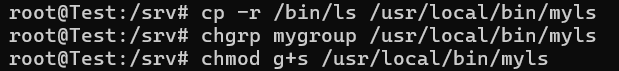 root@Test:/srv# cp -r /bin/ls /usr/local/bin/myls
root@Test:/srv# chgrp mygroup /usr/local/bin/myls
root@Test:/srv# chmod g+s /usr/local/bin/myls